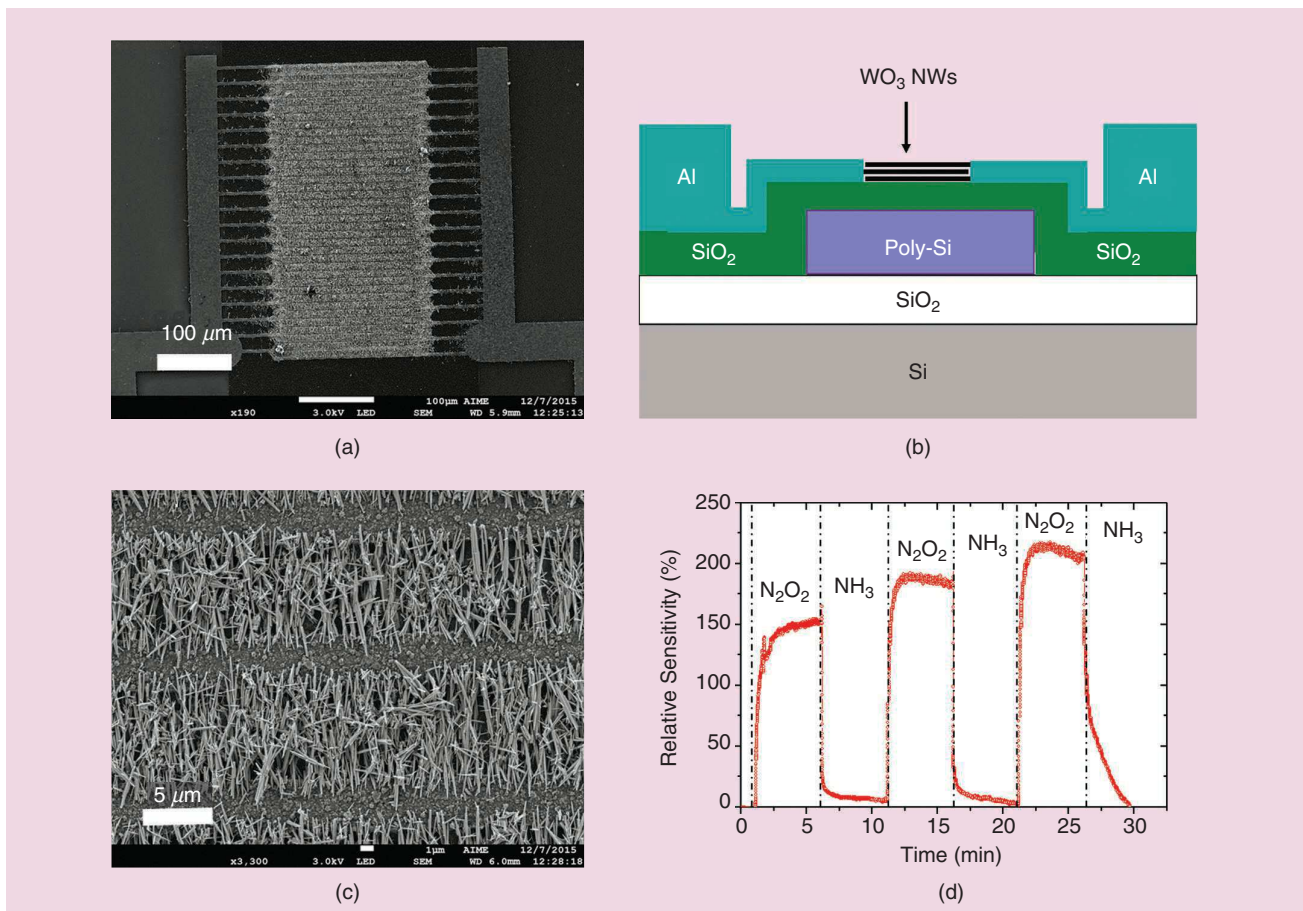 100 μm
100μm AIME 12/7/2015
x190 3.0kV LED SEM WD 5.9mm 12:25:13
(a)
WO₃ NWs
Al Al
Poly-Si
SiO₂ SiO₂
SiO₂
Si
(b)
5 μm
1μm AIME 12/7/2015
x3,300 3.0kV LED SEM WD 6.0mm 12:28:18
(c)
250
200
150
100
50
0
Relative Sensitivity (%)
N₂O₂ NH₃ N₂O₂ NH₃ N₂O₂ NH₃
0 5 10 15 20 25 30
Time (min)
(d)